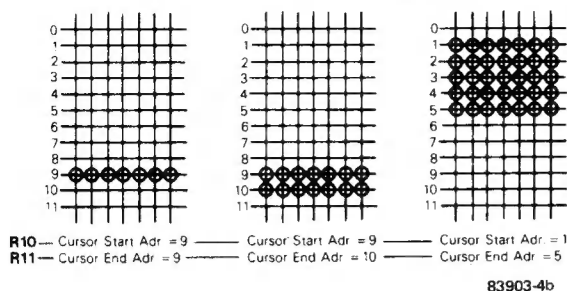 0 0 0
1 1 1
2 2 2
3 3 3
4 4 4
5 5 5
6 6 6
7 7 7
8 8 8
9 9 9
10 10 10
11 11 11
R10 — Cursor Start Adr = 9 — Cursor Start Adr = 9 — Cursor Start Adr. = 1
R11 — Cursor End Adr = 9 — Cursor End Adr = 10 — Cursor End Adr = 5
83903-4b